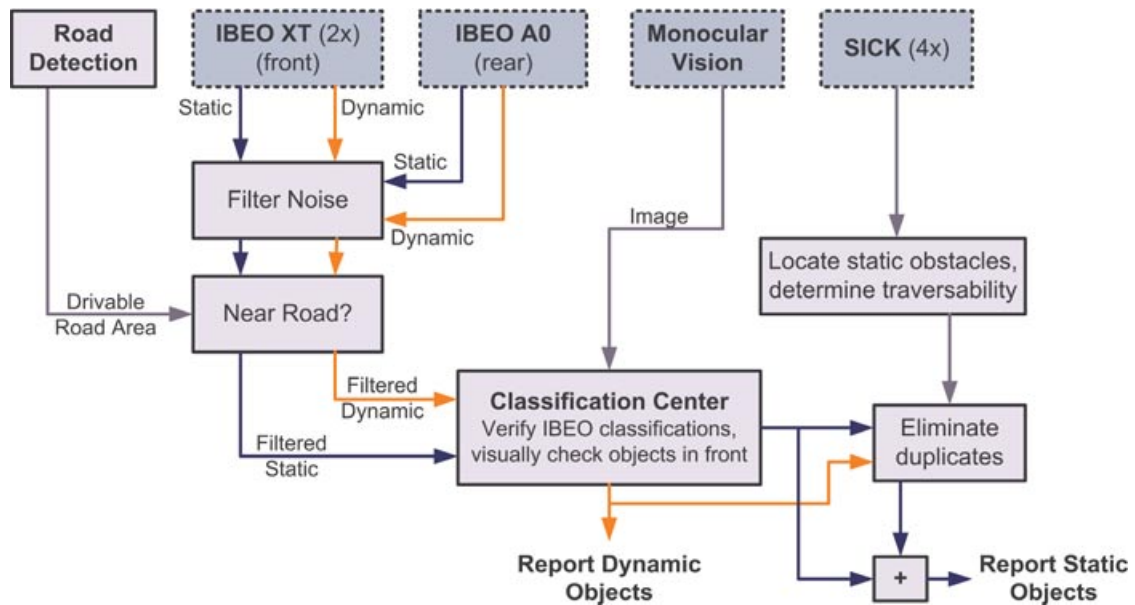 Road
Detection
IBEO XT (2x)
(front)
IBEO A0
(rear)
Monocular
Vision
SICK (4x)
Static
Dynamic
Static
Filter Noise
Dynamic
Image
Locate static obstacles,
determine traversability
Drivable
Road Area
Near Road?
Filtered
Dynamic
Classification Center
Verify IBEO classifications,
visually check objects in front
Eliminate
duplicates
Filtered
Static
Report Dynamic
Objects
+
Report Static
Objects